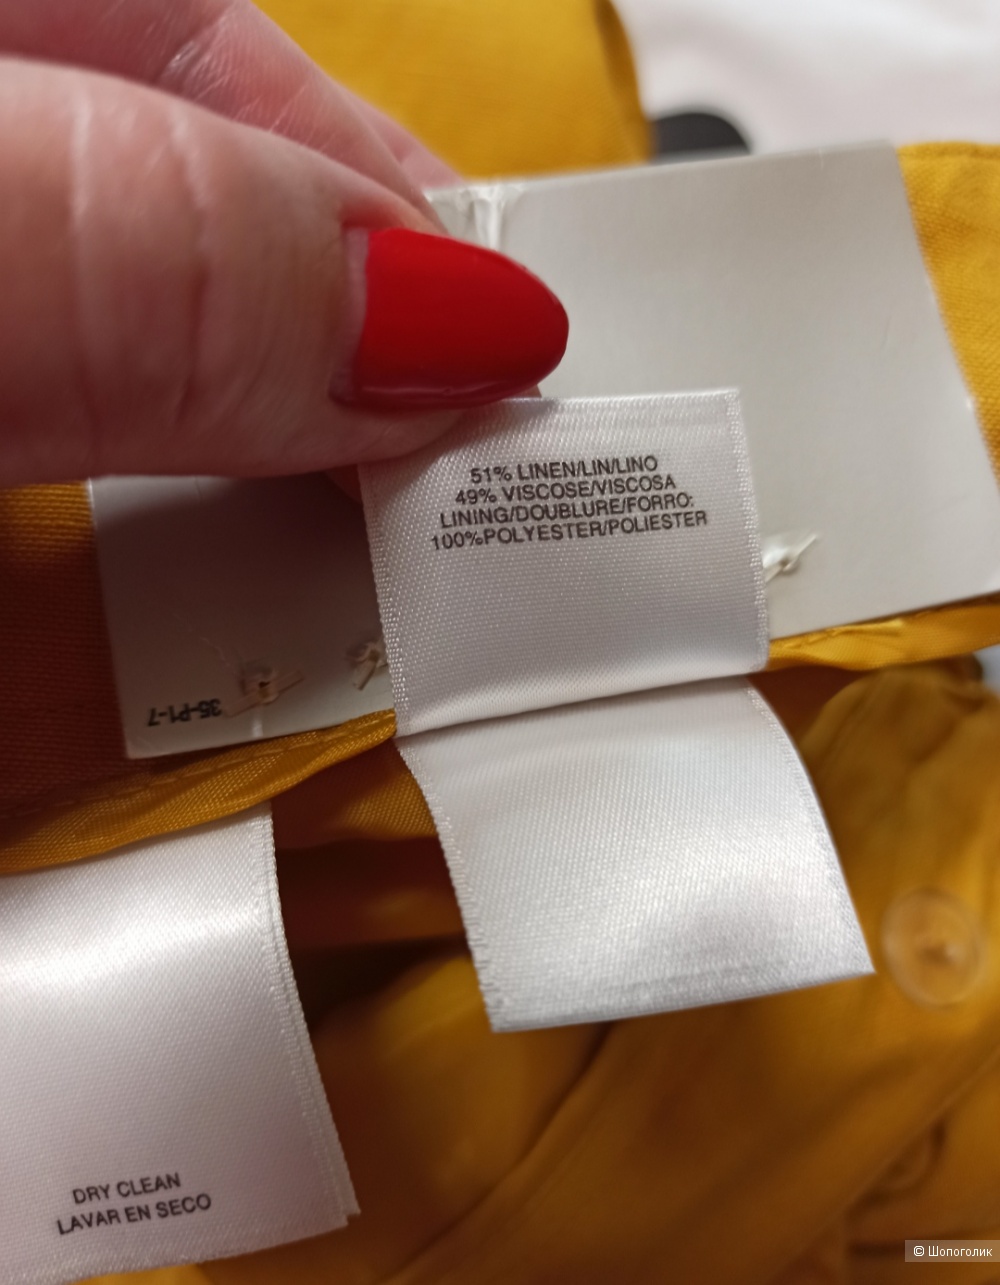 51% LINEN/LIN/LINO
49% VISCOSE/VISCOSA
LINING/DOUBLURE/FORRO:
100%POLYESTER/POLIESTER
35-P1-7
DRY CLEAN
LAVAR EN SECO
© Шопоголик